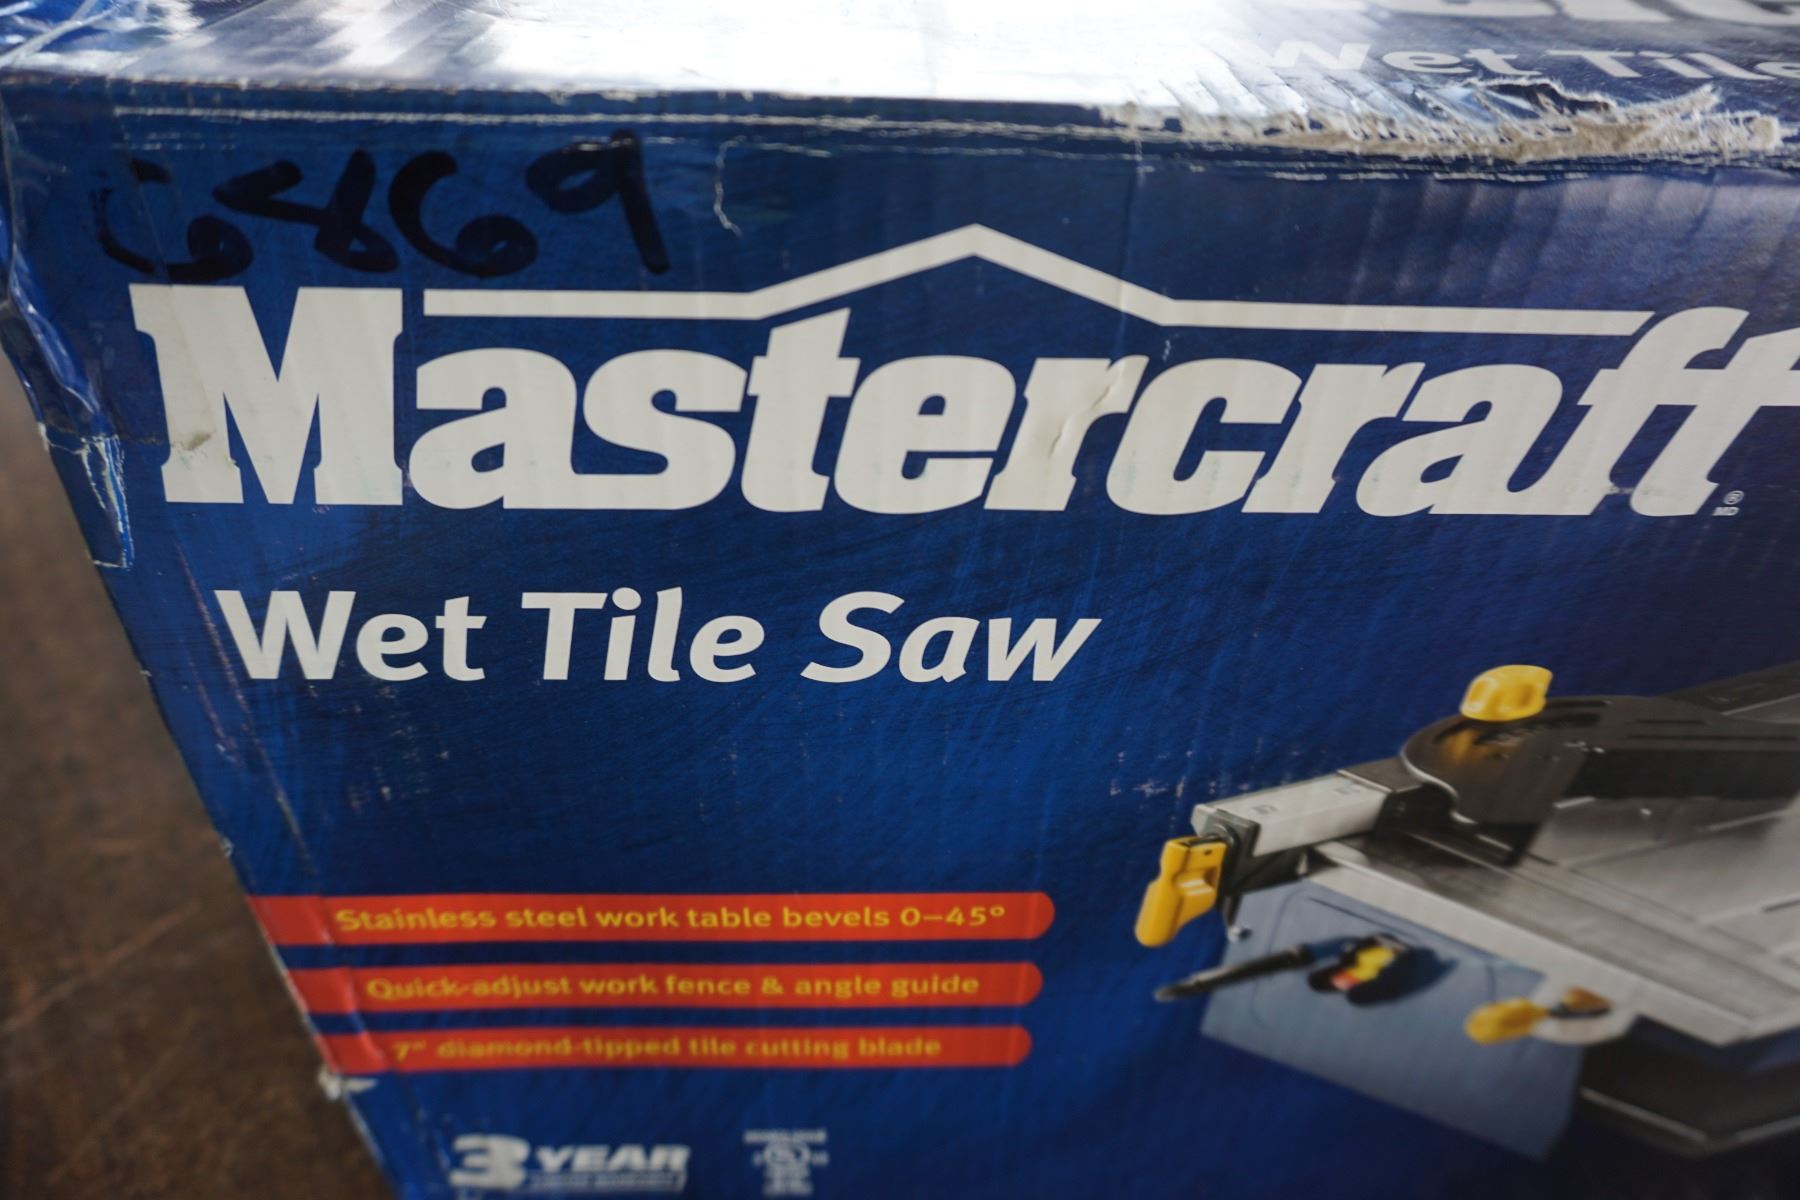 Wet Tile
6869
Mastercraft
® MD
Wet Tile Saw
Stainless steel work table bevels 0–45°
Quick-adjust work fence & angle guide
7" diamond-tipped tile cutting blade
3 YEAR